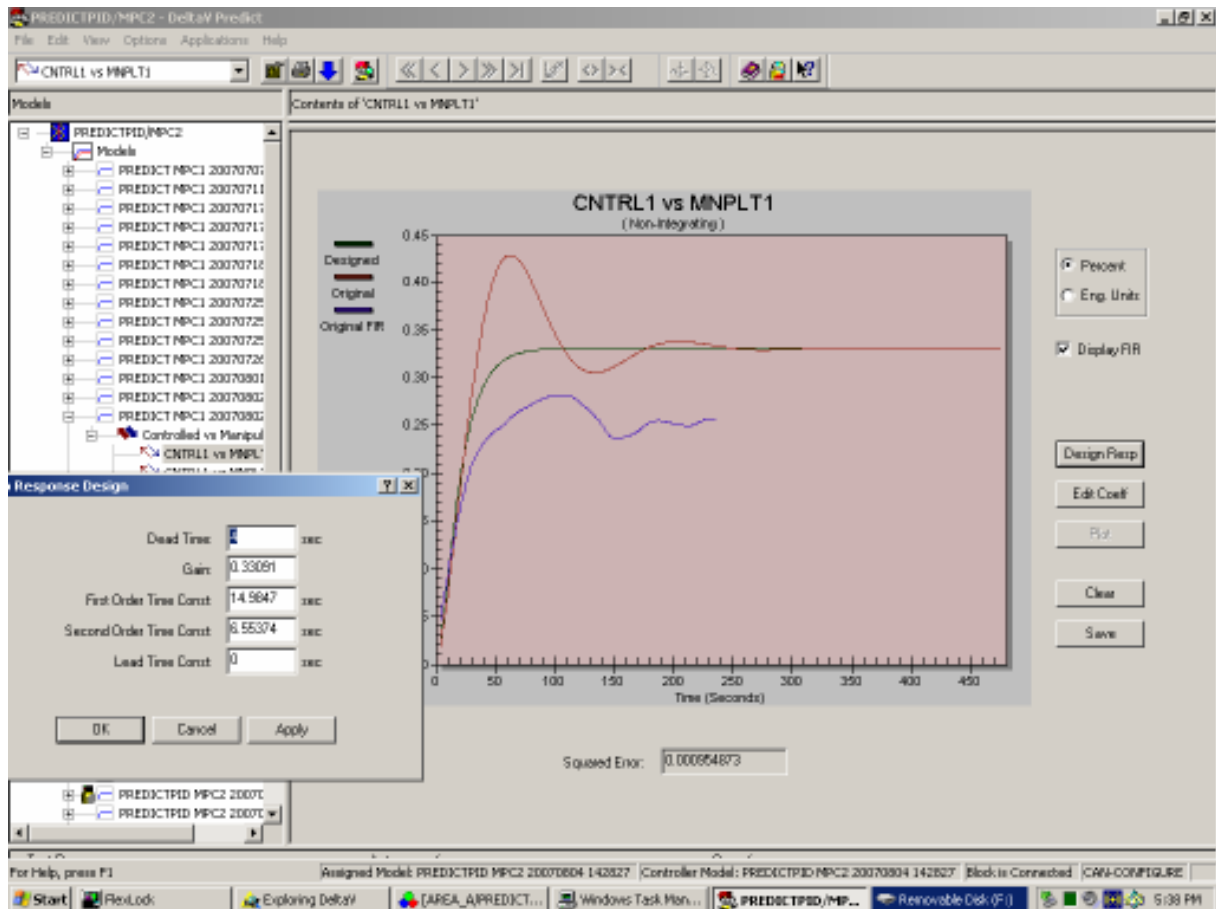 PREDICTPID/MPC2 - DeltaV Predict
File Edit View Options Applications Help
CNTRL1 vs MNPLT1
Models
Contents of 'CNTRL1 vs MNPLT1'
PREDICTPID/MPC2
Models
PREDICT MPC1 20070707
PREDICT MPC1 20070711
PREDICT MPC1 20070717
PREDICT MPC1 20070717
PREDICT MPC1 20070717
PREDICT MPC1 20070718
PREDICT MPC1 20070718
PREDICT MPC1 20070725
PREDICT MPC1 20070725
PREDICT MPC1 20070725
PREDICT MPC1 20070726
PREDICT MPC1 20070801
PREDICT MPC1 20070802
PREDICT MPC1 20070802
Controlled vs Manipul
CNTRL1 vs MNPL
CNTRL1 vs MNPL
CNTRL1 vs MNPLT1
( Non-Integrating )
Designed
Original
Original FIR
0.45
0.40
0.35
0.30
0.25
0.20
0 50 100 150 200 250 300 350 400 450
Time (Seconds)
Percent
Eng. Units
Display FIR
Design Resp
Edit Coeff
Plot
Clear
Save
Response Design
Dead Time: sec
Gain: 0.33091
First Order Time Const: 14.9847 sec
Second Order Time Const: 6.55374 sec
Lead Time Const: 0 sec
OK Cancel Apply
Squared Error: 0.000954873
PREDICTPID MPC2 2007
PREDICTPID MPC2 2007
For Help, press F1
Assigned Model: PREDICTPID MPC2 20070804 142827
Controller Model: PREDICTPID MPC2 20070804 142827
Block is Connected
CAN-CONFIGURE
Start
FlexLock
Exploring DeltaV
[AREA_A/PREDICT...
Windows Task Man...
PREDICTPID/MP...
Removable Disk (F:)
5:38 PM